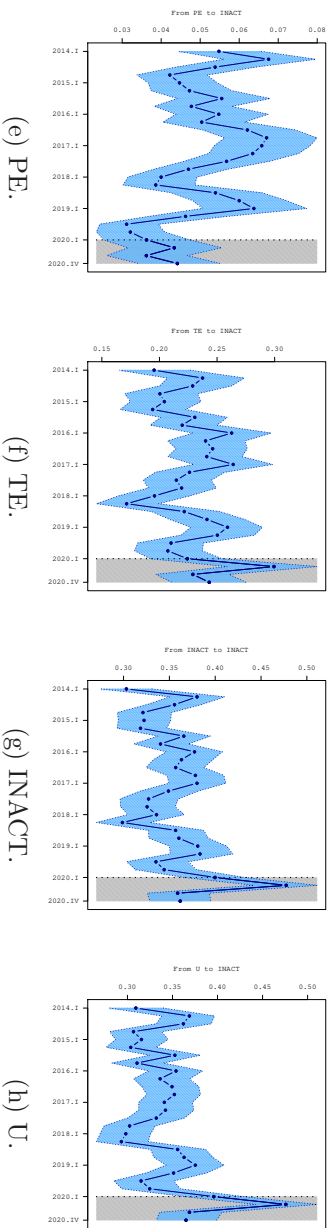 From PE to INACT
0.03 0.04 0.05 0.06 0.07 0.08
2014.I
2015.I
2016.I
2017.I
2018.I
2019.I
2020.I
2020.IV
(e) PE.
From TE to INACT
0.15 0.20 0.25 0.30
2014.I
2015.I
2016.I
2017.I
2018.I
2019.I
2020.I
2020.IV
(f) TE.
From INACT to INACT
0.30 0.35 0.40 0.45 0.50
2014.I
2015.I
2016.I
2017.I
2018.I
2019.I
2020.I
2020.IV
(g) INACT.
From U to INACT
0.30 0.35 0.40 0.45 0.50
2014.I
2015.I
2016.I
2017.I
2018.I
2019.I
2020.I
2020.IV
(h) U.